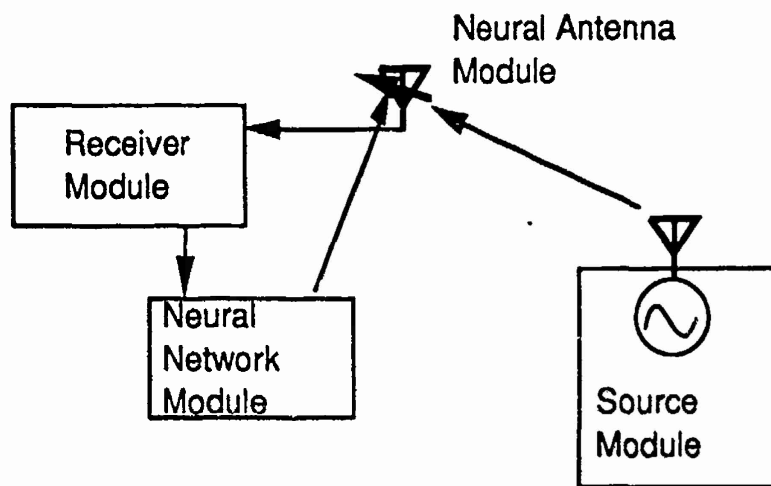 Neural Antenna
Module
Receiver
Module
Neural
Network
Module
Source
Module